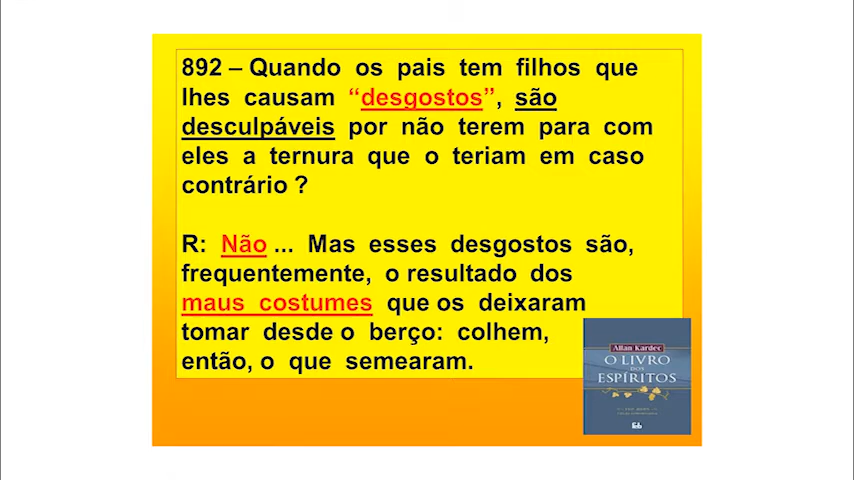 892 – Quando os pais tem filhos que
lhes causam “desgostos”, são
desculpáveis por não terem para com
eles a ternura que o teriam em caso
contrário ?
R: Não ... Mas esses desgostos são,
frequentemente, o resultado dos
maus costumes que os deixaram
tomar desde o berço: colhem,
então, o que semearam.
Allan Kardec
O LIVRO
DOS
ESPÍRITOS
feb